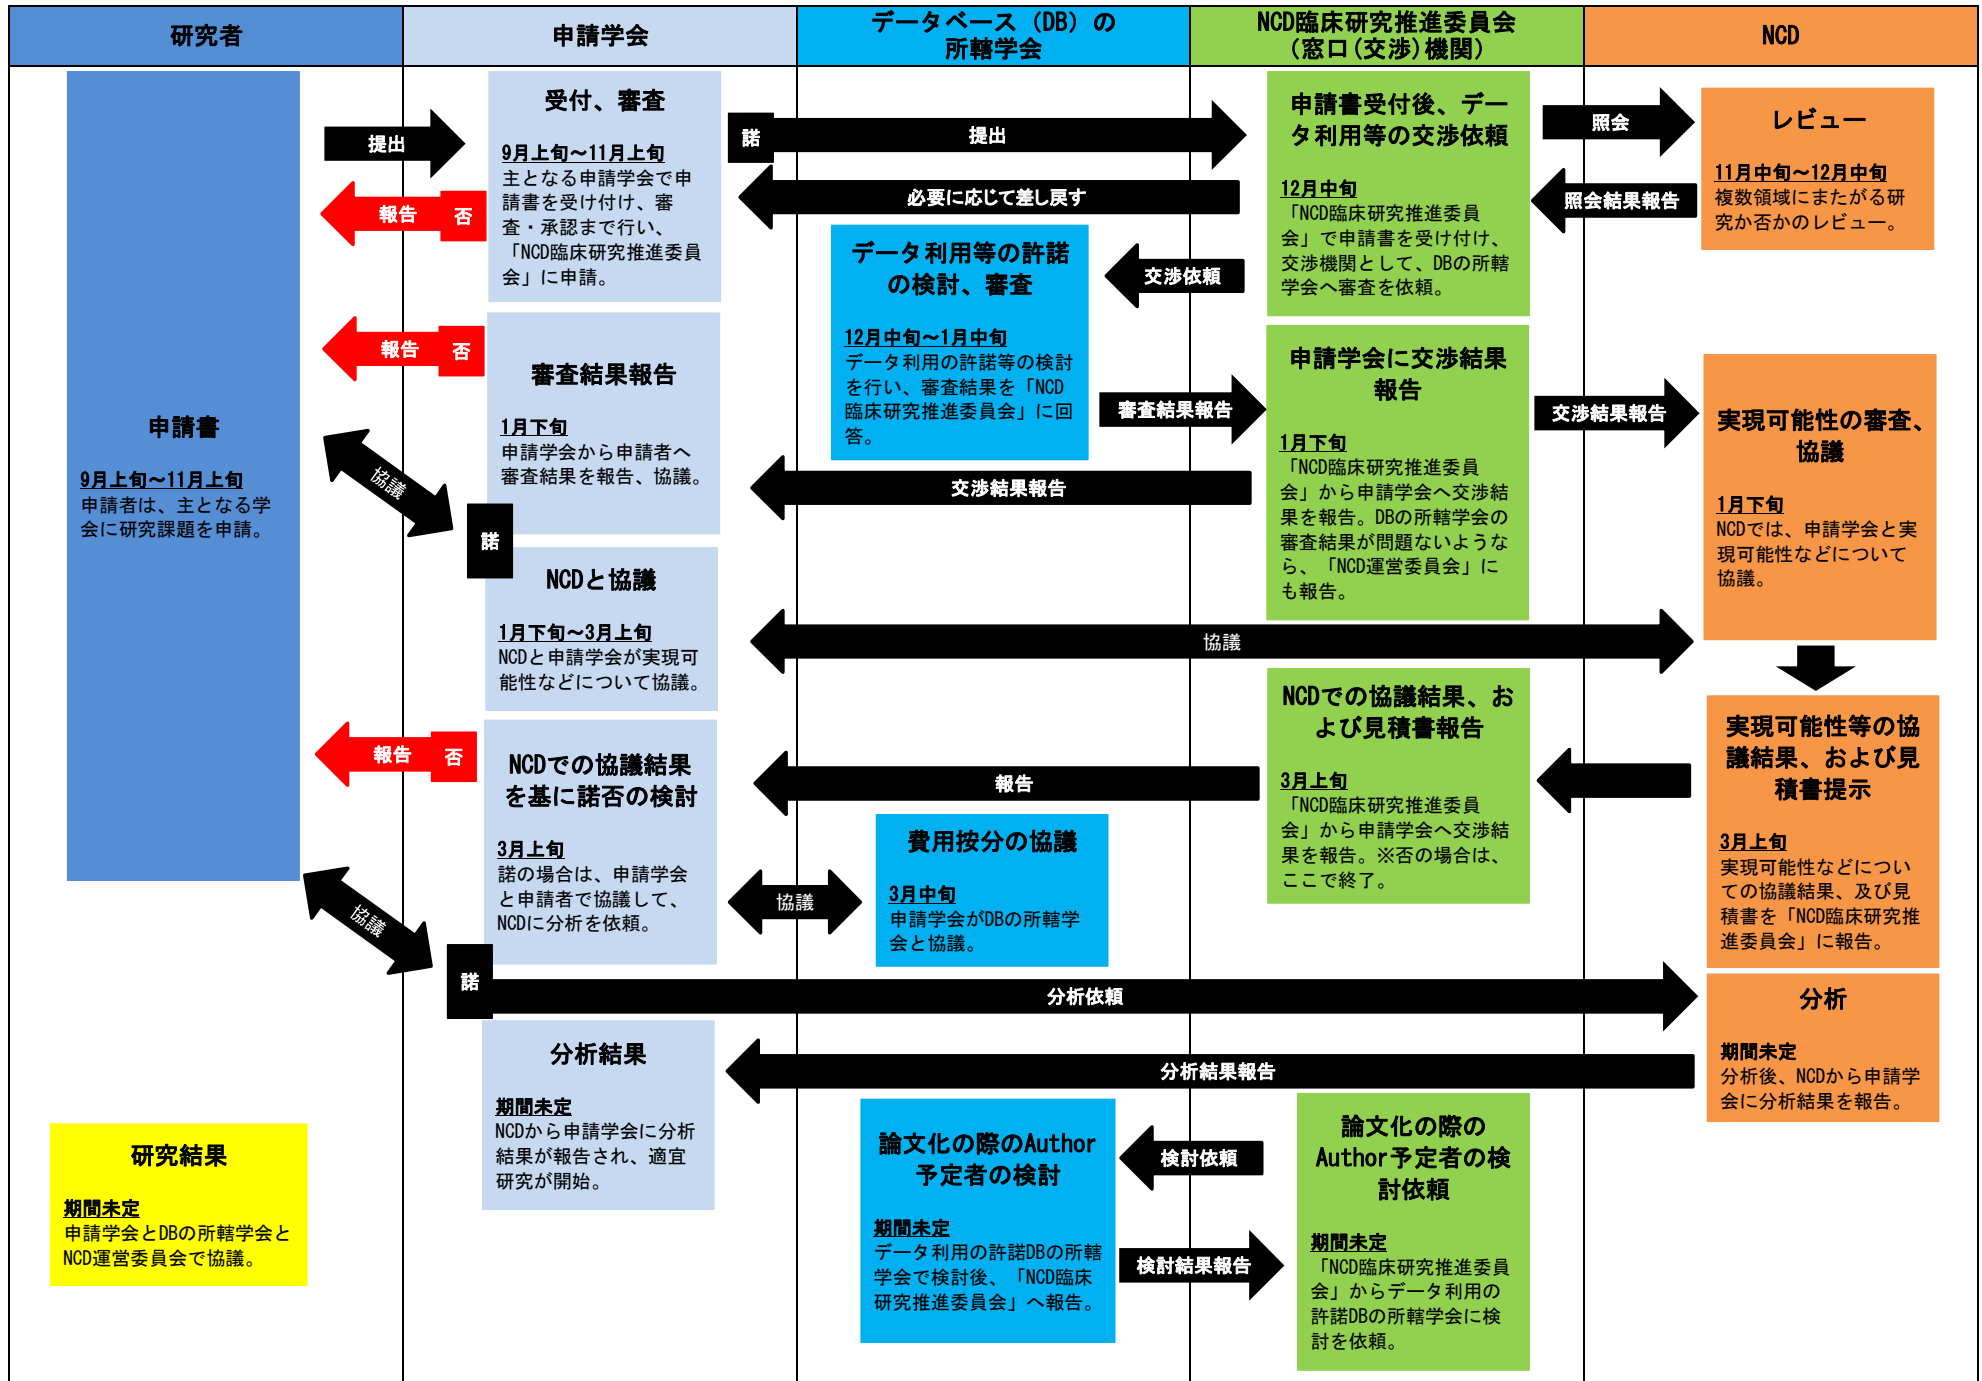 研究者
申請学会
データベース（DB）の
所轄学会
NCD臨床研究推進委員会
（窓口(交渉)機関）
NCD
申請書
9月上旬～11月上旬
申請者は、主となる学
会に研究課題を申請。
提出
報告
否
受付、審査
9月上旬～11月上旬
主となる申請学会で申
請書を受け付け、審
査・承認まで行い、
「NCD臨床研究推進委員
会」に申請。
諾
提出
必要に応じて差し戻す
申請書受付後、デー
タ利用等の交渉依頼
12月中旬
「NCD臨床研究推進委員
会」で申請書を受け付け、
交渉機関として、DBの所轄
学会へ審査を依頼。
照会
照会結果報告
レビュー
11月中旬～12月中旬
複数領域にまたがる研
究か否かのレビュー。
交渉依頼
データ利用等の許諾
の検討、審査
12月中旬～1月中旬
データ利用の許諾等の検討
を行い、審査結果を「NCD
臨床研究推進委員会」に回
答。
審査結果報告
申請学会に交渉結果
報告
1月下旬
「NCD臨床研究推進委員
会」から申請学会へ交渉結
果を報告。DBの所轄学会の
審査結果が問題ないような
ら、「NCD運営委員会」に
も報告。
交渉結果報告
交渉結果報告
報告
否
審査結果報告
1月下旬
申請学会から申請者へ
審査結果を報告、協議。
協議
諾
NCDと協議
1月下旬～3月上旬
NCDと申請学会が実現可
能性などについて協議。
協議
実現可能性の審査、
協議
1月下旬
NCDでは、申請学会と実
現可能性などについて
協議。
実現可能性等の協
議結果、および見
積書提示
3月上旬
実現可能性などについ
ての協議結果、及び見
積書を「NCD臨床研究推
進委員会」に報告。
NCDでの協議結果、お
よび見積書報告
3月上旬
「NCD臨床研究推進委員
会」から申請学会へ交渉結
果を報告。※否の場合は、
ここで終了。
報告
報告
否
NCDでの協議結果
を基に諾否の検討
3月上旬
諾の場合は、申請学会
と申請者で協議して、
NCDに分析を依頼。
協議
費用按分の協議
3月中旬
申請学会がDBの所轄学
会と協議。
協議
諾
分析依頼
分析
期間未定
分析後、NCDから申請学
会に分析結果を報告。
分析結果報告
分析結果
期間未定
NCDから申請学会に分析
結果が報告され、適宜
研究が開始。
論文化の際の
Author予定者の検
討依頼
期間未定
「NCD臨床研究推進委員
会」からデータ利用の
許諾DBの所轄学会に検
討を依頼。
検討依頼
論文化の際のAuthor
予定者の検討
期間未定
データ利用の許諾DBの所轄
学会で検討後、「NCD臨床
研究推進委員会」へ報告。
検討結果報告
研究結果
期間未定
申請学会とDBの所轄学会と
NCD運営委員会で協議。